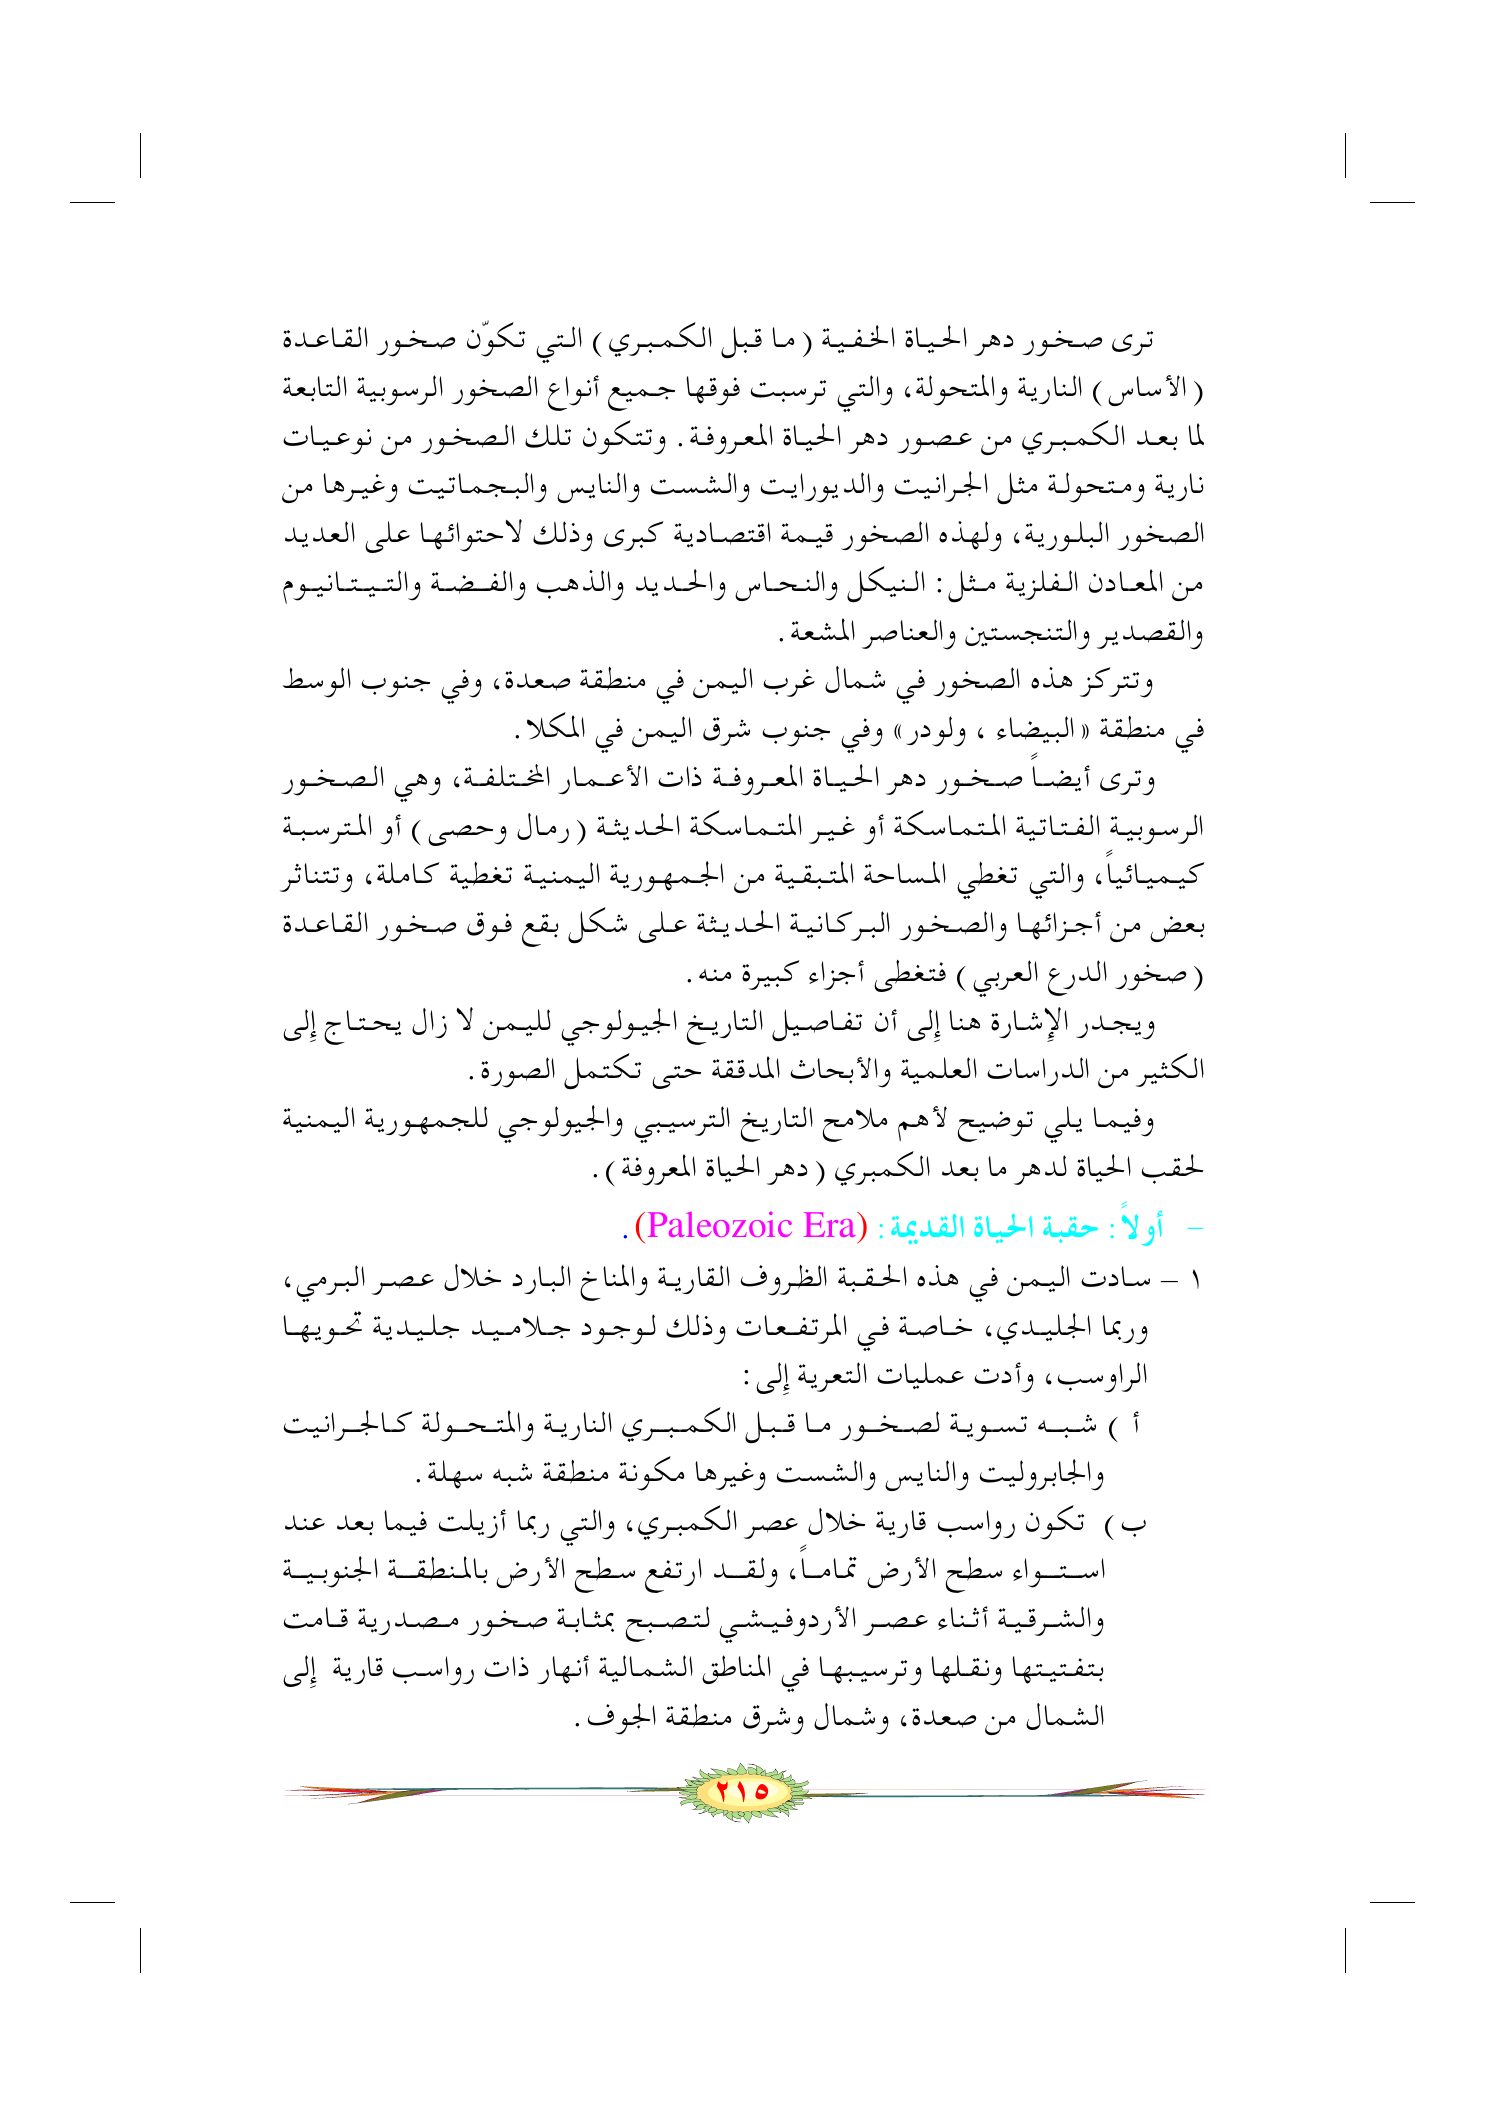 ترى صخور دهر الحياة الخفية ( ما قبل الكمبري ) التي تكوّن صخور القاعدة
( الأساس ) النارية والمتحولة، والتي ترسبت فوقها جميع أنواع الصخور الرسوبية التابعة
لما بعد الكمبري من عصور دهر الحياة المعروفة . وتتكون تلك الصخور من نوعيات
نارية ومتحولة مثل الجرانيت والديورايت والشست والنايس والبجماتيت وغيرها من
الصخور البلورية، ولهذه الصخور قيمة اقتصادية كبرى وذلك لاحتوائها على العديد
من المعادن الفلزية مثل : النيكل والنحاس والحديد والذهب والفضة والتيتانيوم
والقصدير والتنجستين والعناصر المشعة .
وتتركز هذه الصخور في شمال غرب اليمن في منطقة صعدة، وفي جنوب الوسط
في منطقة «البيضاء ، ولودر» وفي جنوب شرق اليمن في المكلا .
وترى أيضاً صخور دهر الحياة المعروفة ذات الأعمار المختلفة، وهي الصخور
الرسوبية الفتاتية المتماسكة أو غير المتماسكة الحديثة ( رمال وحصى ) أو المترسبة
كيميائياً، والتي تغطي المساحة المتبقية من الجمهورية اليمنية تغطية كاملة، وتتناثر
بعض من أجزائها والصخور البركانية الحديثة على شكل بقع فوق صخور القاعدة
( صخور الدرع العربي ) فتغطى أجزاء كبيرة منه .
ويجدر الإشارة هنا إلى أن تفاصيل التاريخ الجيولوجي لليمن لا زال يحتاج إلى
الكثير من الدراسات العلمية والأبحاث المدققة حتى تكتمل الصورة .
وفيما يلي توضيح لأهم ملامح التاريخ الترسيبي والجيولوجي للجمهورية اليمنية
لحقب الحياة لدهر ما بعد الكمبري ( دهر الحياة المعروفة ) .
– أولاً : حقبة الحياة القديمة : (Paleozoic Era) .
١ – سادت اليمن في هذه الحقبة الظروف القارية والمناخ البارد خلال عصر البرمي،
وربما الجليدي، خاصة في المرتفعات وذلك لوجود جلاميد جليدية تحويها
الراوسب، وأدت عمليات التعرية إلى :
أ ) شبه تسوية لصخور ما قبل الكمبري النارية والمتحولة كالجرانيت
والجابروليت والنايس والشست وغيرها مكونة منطقة شبه سهلة .
ب ) تكون رواسب قارية خلال عصر الكمبري، والتي ربما أزيلت فيما بعد عند
استواء سطح الأرض تماماً، ولقد ارتفع سطح الأرض بالمنطقة الجنوبية
والشرقية أثناء عصر الأردوفيشي لتصبح بمثابة صخور مصدرية قامت
بتفتيتها ونقلها وترسيبها في المناطق الشمالية أنهار ذات رواسب قارية إلى
الشمال من صعدة، وشمال وشرق منطقة الجوف .
٢١٥